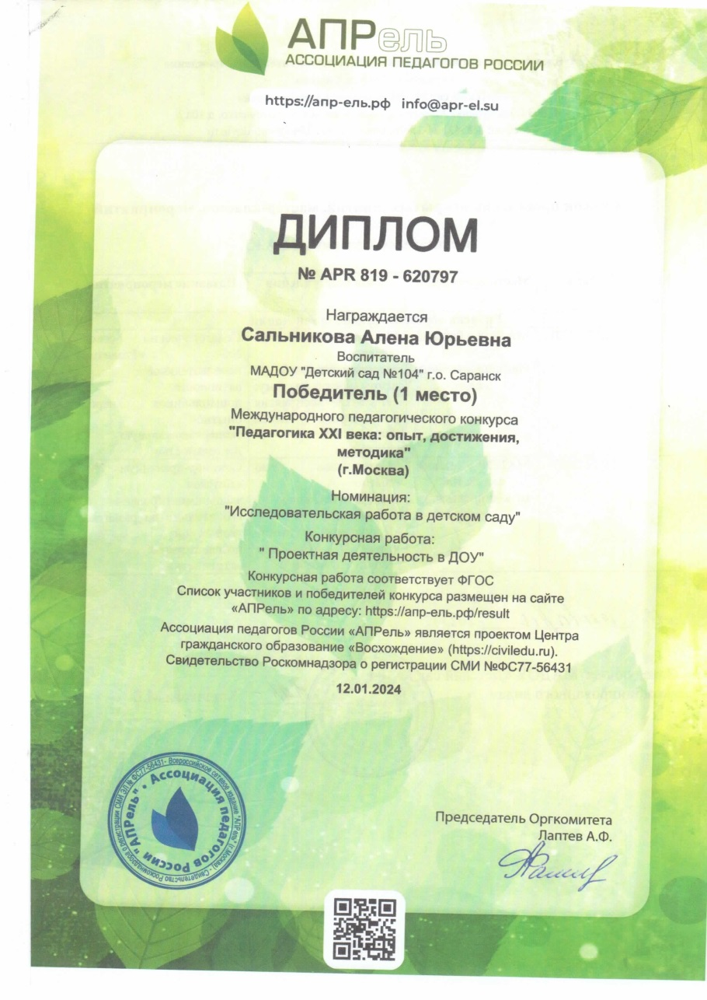 АПРель
АССОЦИАЦИЯ ПЕДАГОГОВ РОССИИ
https://апр-ель.рф info@apr-el.su
ДИПЛОМ
№ APR 819 - 620797
Награждается
Сальникова Алена Юрьевна
Воспитатель
МАДОУ "Детский сад №104" г.о. Саранск
Победитель (1 место)
Международного педагогического конкурса
"Педагогика XXI века: опыт, достижения,
методика"
(г.Москва)
Номинация:
"Исследовательская работа в детском саду"
Конкурсная работа:
" Проектная деятельность в ДОУ"
Конкурсная работа соответствует ФГОС
Список участников и победителей конкурса размещен на сайте
«АПРель» по адресу: https://апр-ель.рф/result
Ассоциация педагогов России «АПРель» является проектом Центра
гражданского образование «Восхождение» (https://civiledu.ru).
Свидетельство Роскомнадзора о регистрации СМИ №ФС77-56431
12.01.2024
Ассоциация педагогов России "АПРель" •
Всероссийское сетевое издание "АПРель" (г. Москва) - Свидетельство Роскомнадзора о регистрации СМИ ЭЛ № ФС77-56431 -
Председатель Оргкомитета
Лаптев А.Ф.